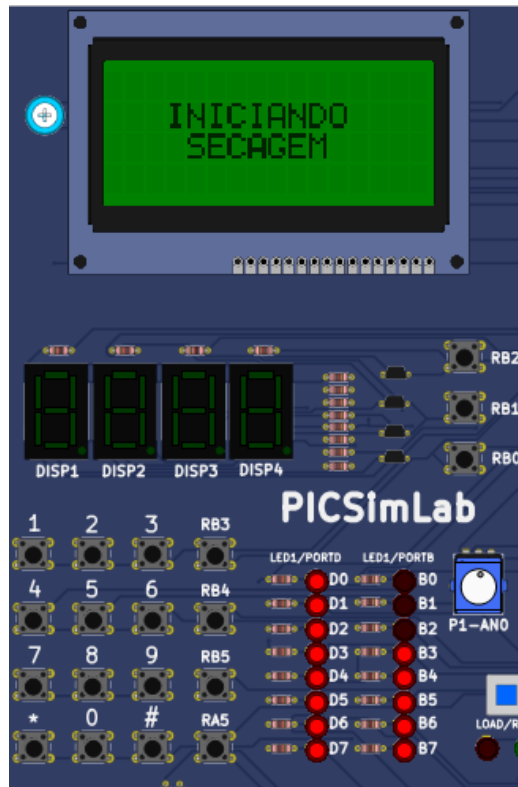 INICIANDO
SECAGEM
RB2
RB1
RB0
DISP1 DISP2 DISP3 DISP4
PICSimLab
1 2 3 RB3
LED1/PORTD LED1/PORTB
D0 B0
D1 B1
4 5 6 RB4
D2 B2
P1-AN0
D3 B3
7 8 9 RB5
D4 B4
D5 B5
* 0 # RA5
D6 B6
LOAD/R
D7 B7